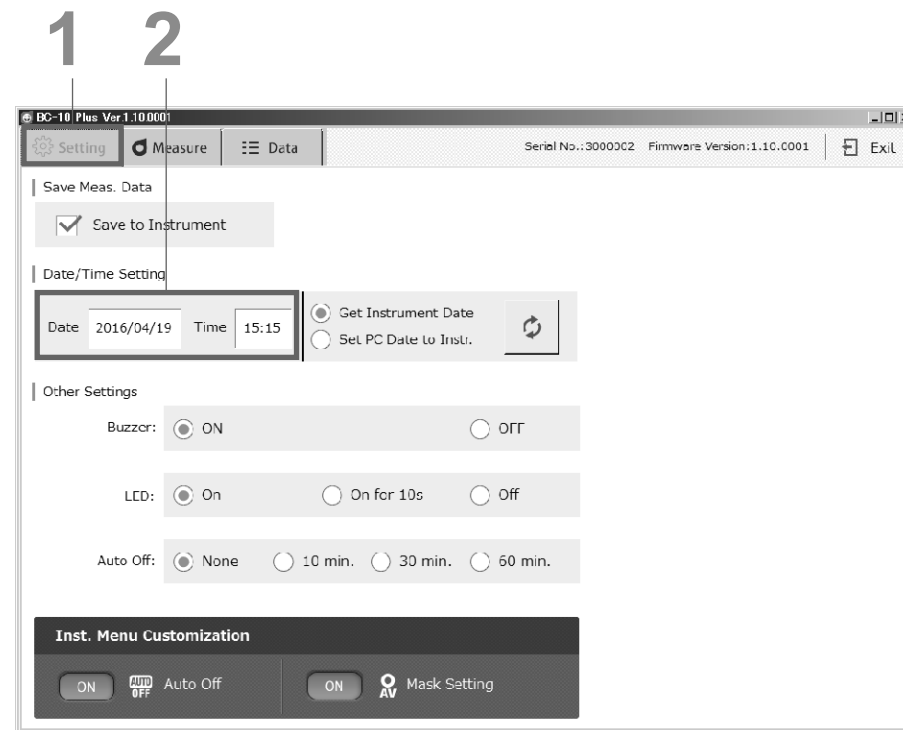 1 2
BC-10 Plus Ver.1.10.0001
Setting Measure Data Serial No.:3000002 Firmware Version:1.10.0001 Exit
Save Meas. Data
Save to Instrument
Date/Time Setting
Date 2016/04/19 Time 15:15 Get Instrument Date
Set PC Date to Instr.
Other Settings
Buzzer: ON OFF
LED: On On for 10s Off
Auto Off: None 10 min. 30 min. 60 min.
Inst. Menu Customization
ON AUTO OFF Auto Off ON AV Mask Setting